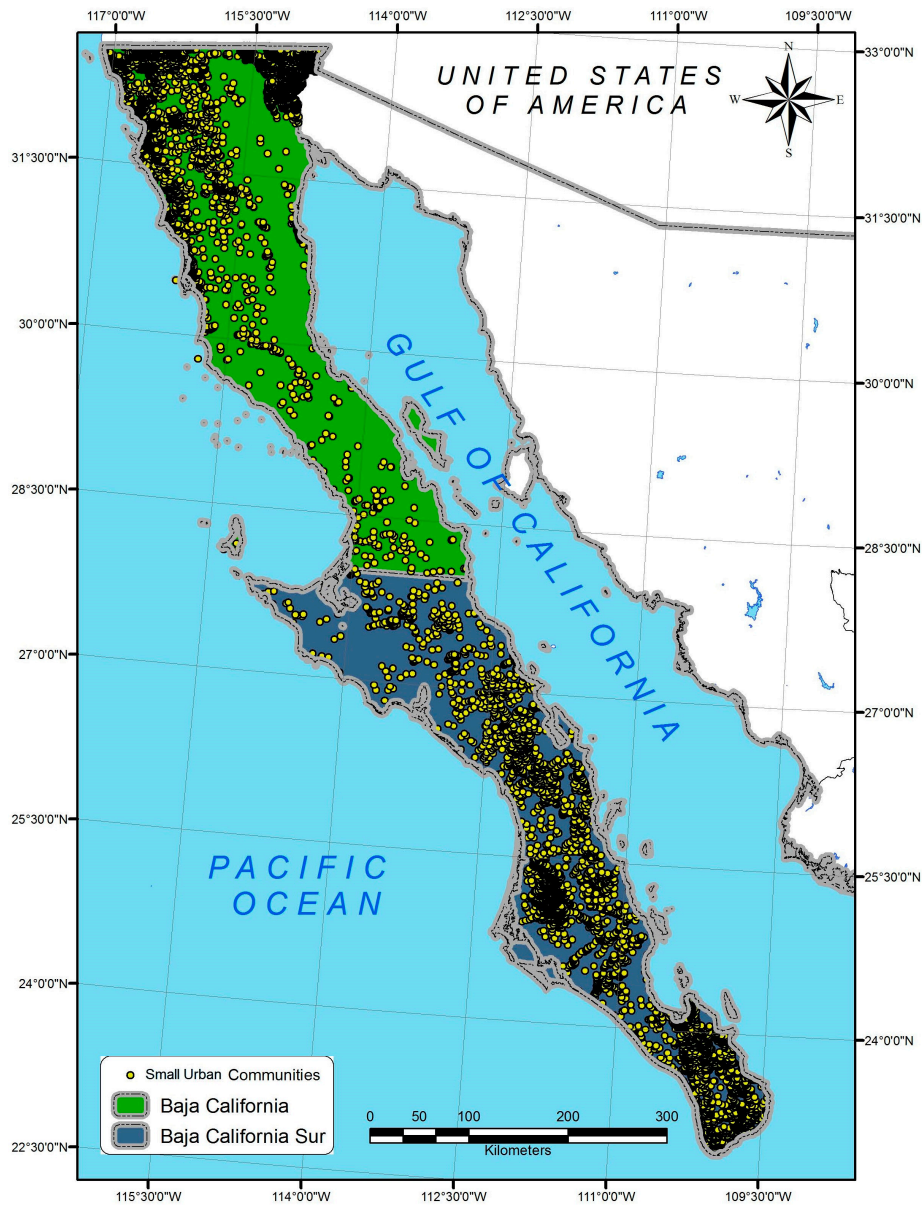 117°0'0"W 115°30'0"W 114°0'0"W 112°30'0"W 111°0'0"W 109°30'0"W
33°0'0"N
UNITED STATES
OF AMERICA
N
W E
S
31°30'0"N
31°30'0"N
30°0'0"N
30°0'0"N
GULF OF CALIFORNIA
28°30'0"N
28°30'0"N
27°0'0"N
27°0'0"N
25°30'0"N
25°30'0"N
PACIFIC
OCEAN
24°0'0"N
24°0'0"N
Small Urban Communities
Baja California
Baja California Sur
0 50 100 200 300
Kilometers
22°30'0"N
115°30'0"W 114°0'0"W 112°30'0"W 111°0'0"W 109°30'0"W